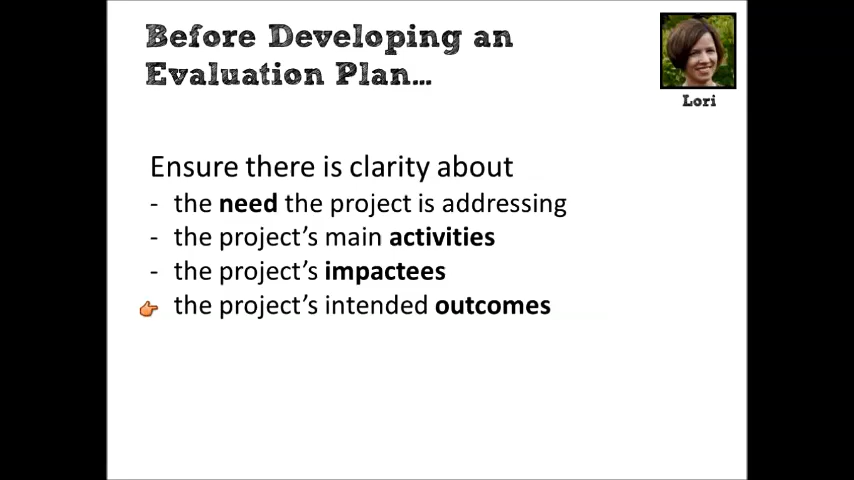 Before Developing an
Evaluation Plan…
Lori
Ensure there is clarity about
- the need the project is addressing
- the project's main activities
- the project's impactees
the project's intended outcomes